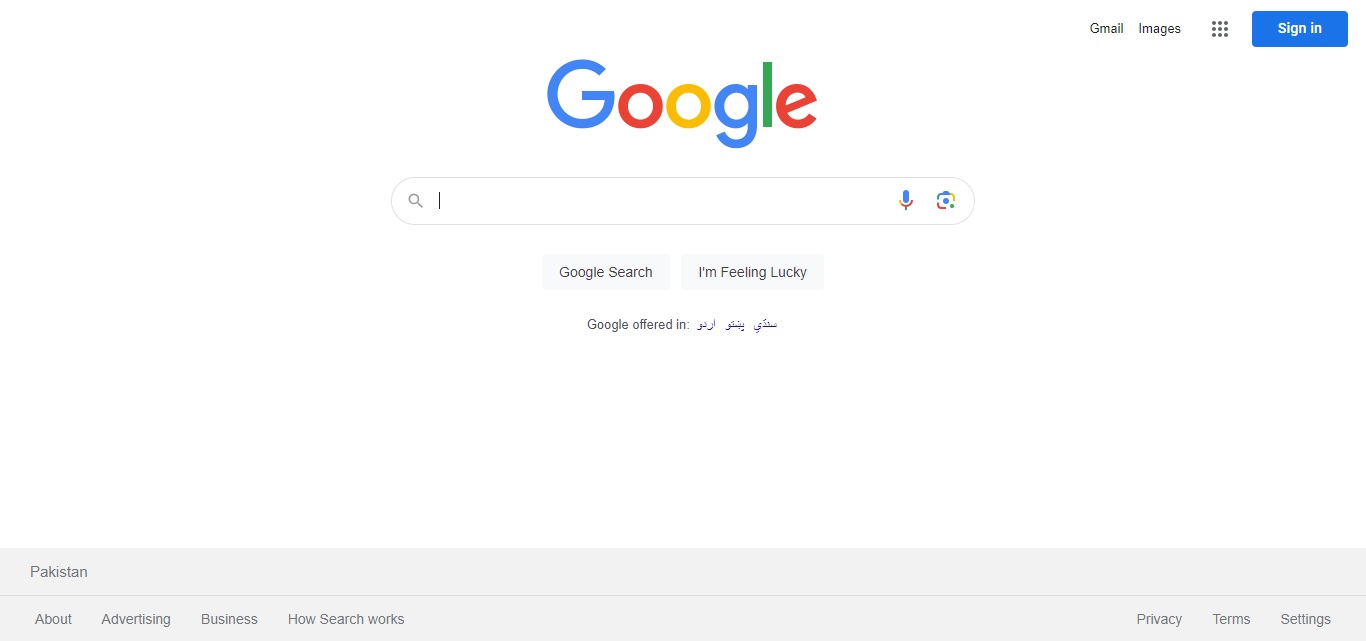 Gmail Images Sign in
Google
Google Search I'm Feeling Lucky
Google offered in: اردو پښتو سنڌي
Pakistan
About Advertising Business How Search works Privacy Terms Settings